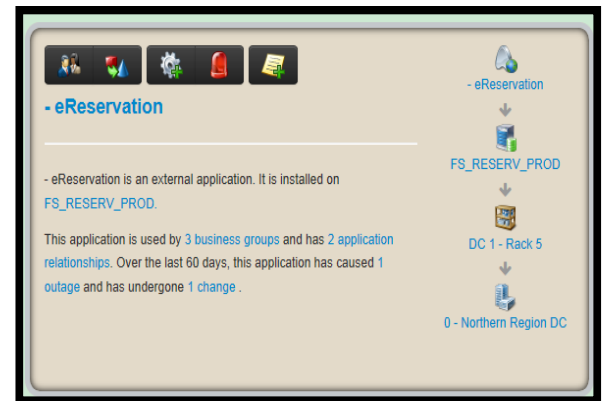 - eReservation
- eReservation is an external application. It is installed on
FS_RESERV_PROD.
This application is used by 3 business groups and has 2 application
relationships. Over the last 60 days, this application has caused 1
outage and has undergone 1 change .
- eReservation
FS_RESERV_PROD
DC 1 - Rack 5
0 - Northern Region DC